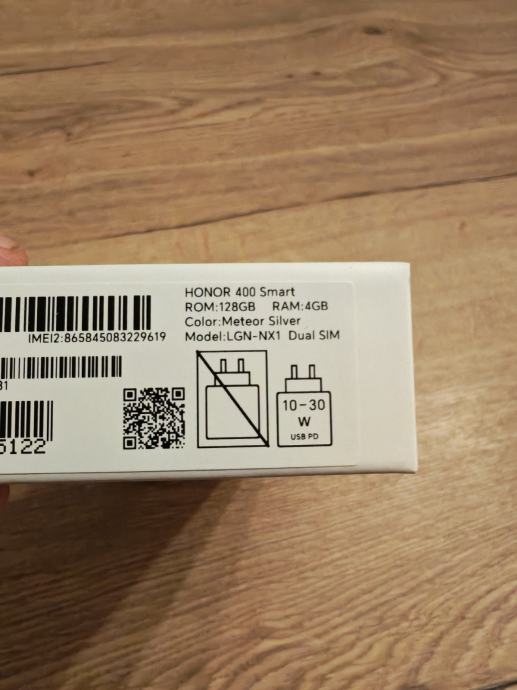 HONOR 400 Smart
ROM:128GB RAM:4GB
Color:Meteor Silver
Model:LGN-NX1 Dual SIM
IMEI2:865845083229619
31
5122
10-30
W
USB PD